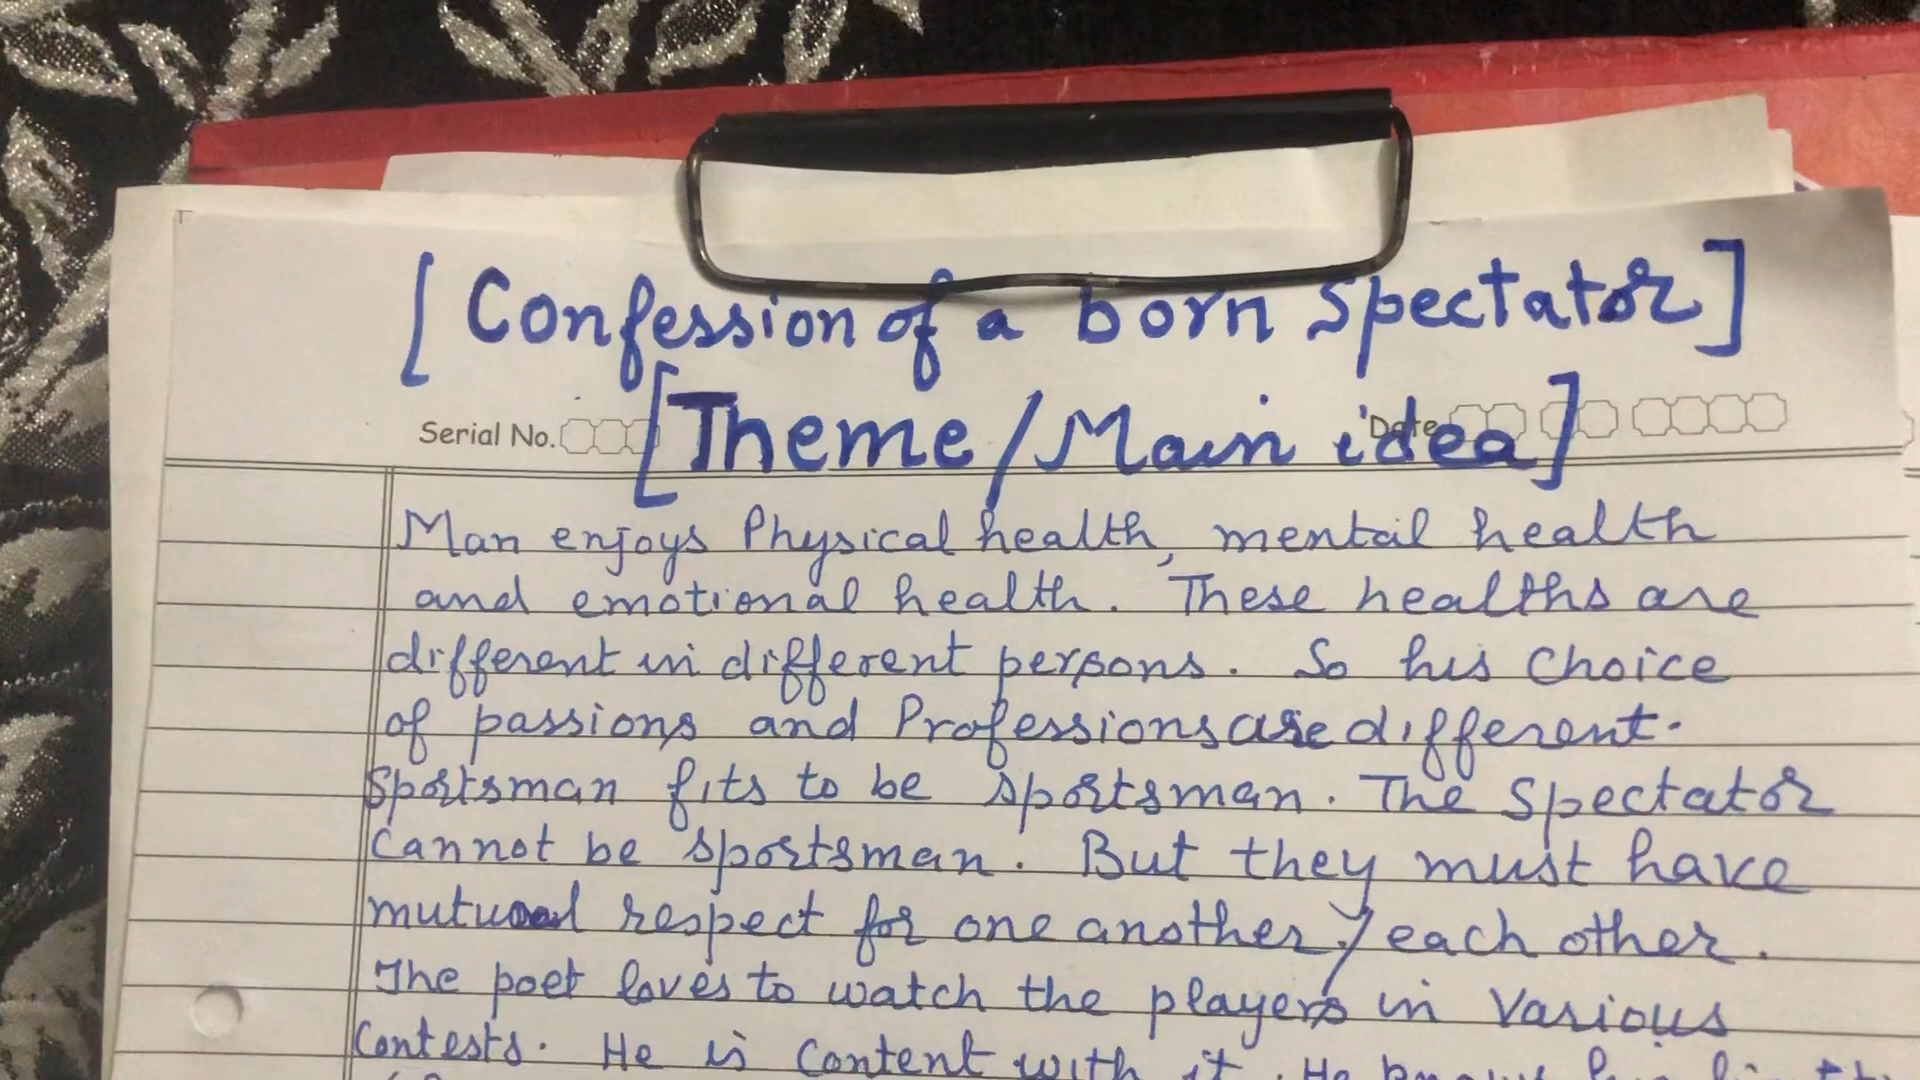 [Confession of a born Spectator]
[Theme/Main idea]
Serial No.
Date
Man enjoys Physical health, mental health
and emotional health. These healths are
different in different persons. So his Choice
of passions and Professions are different.
Sportsman fits to be sportsman. The Spectator
Cannot be sportsman. But they must have
mutual respect for one another/each other.
The poet loves to watch the players in Various
Contests. He is Content with it. He knows his